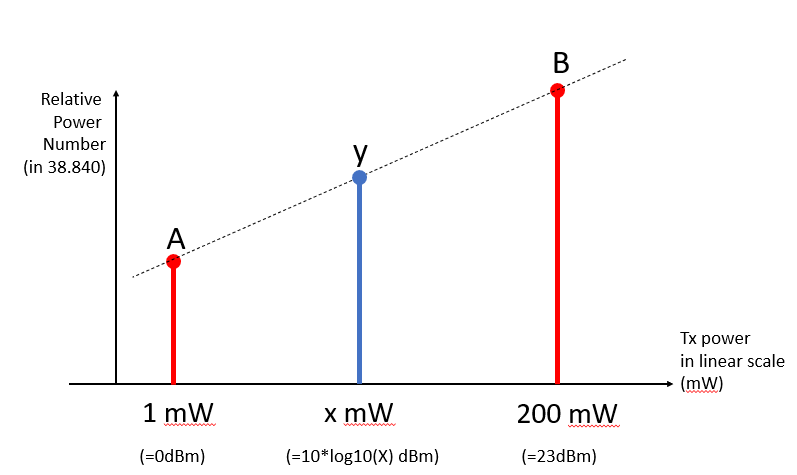 B
Relative
Power
Number
(in 38.840)
y
A
Tx power
in linear scale
(mW)
1 mW
x mW
200 mW
(=0dBm)
(=10*log10(X) dBm)
(=23dBm)